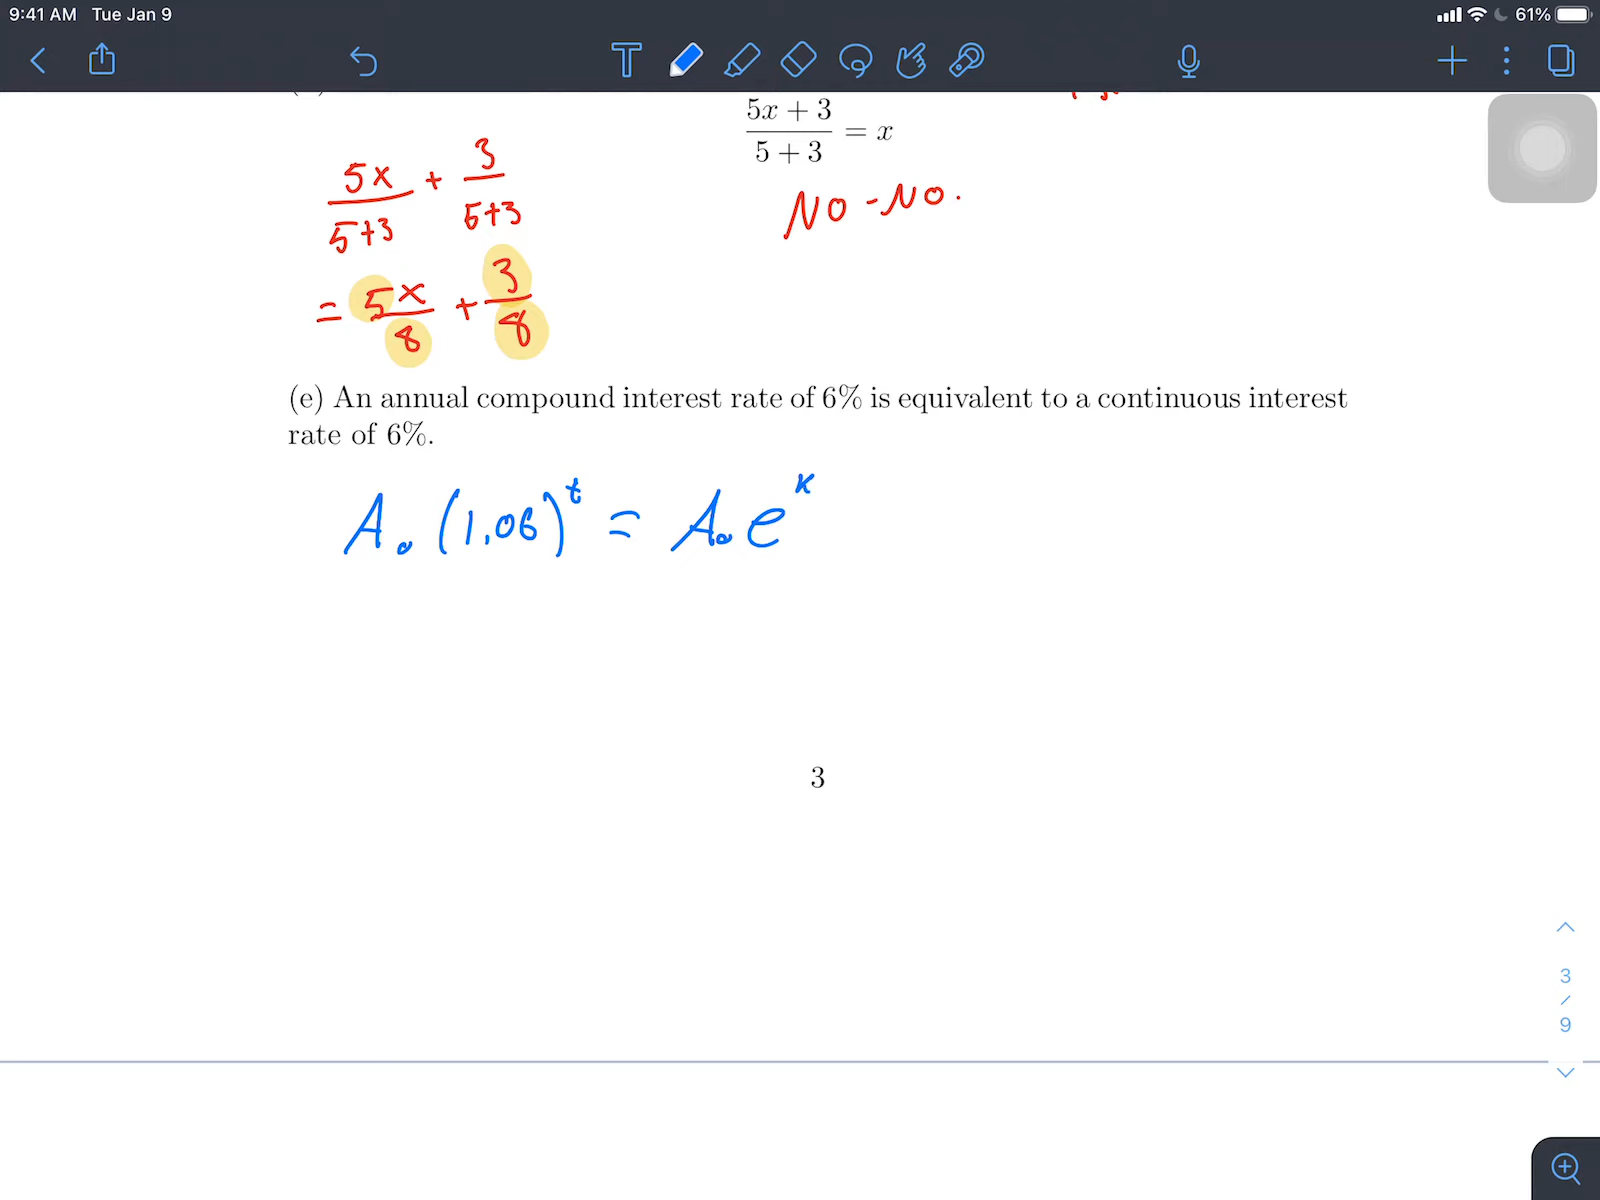 9:41 AM Tue Jan 9 61%
5x + 3
5 + 3
= x
5x
5+3
+ 3
5+3
NO - NO.
= 5x
8
+ 3
8
(e) An annual compound interest rate of 6% is equivalent to a continuous interest
rate of 6%.
A₀ (1.06)ᵗ = A₀ eᵏ
3
3
/
9